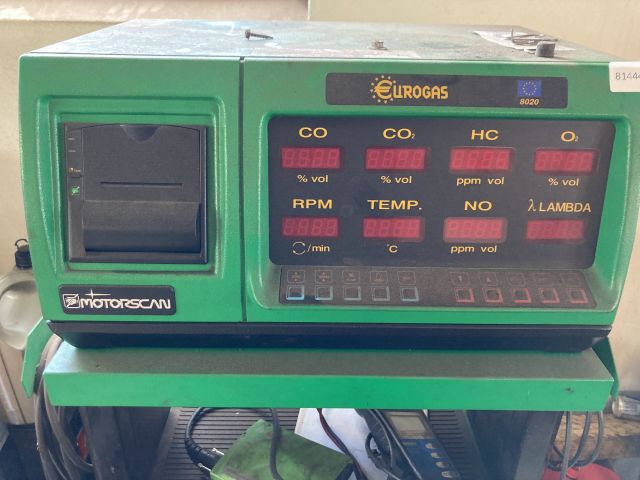 EUROGAS
8020
81444
CO CO₂ HC O₂
% vol % vol ppm vol % vol
RPM TEMP. NO λ LAMBDA
/min °C ppm vol
MOTORSCAN